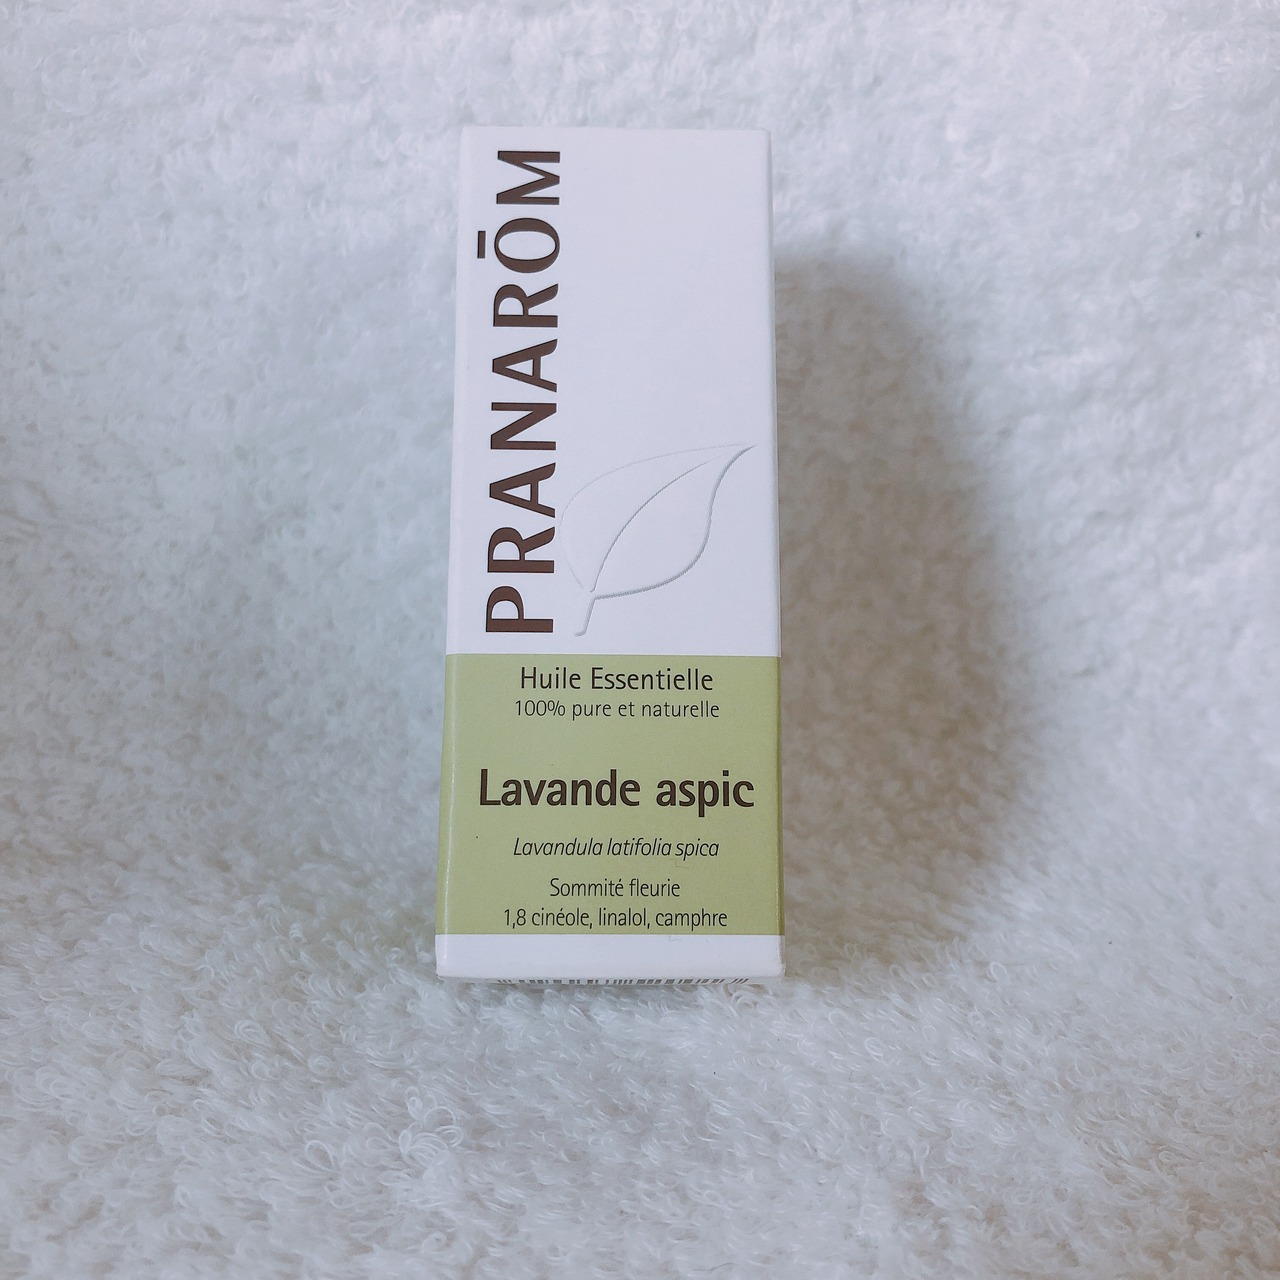 PRANARŌM
Huile Essentielle
100% pure et naturelle
Lavande aspic
Lavandula latifolia spica
Sommité fleurie
1,8 cinéole, linalol, camphre